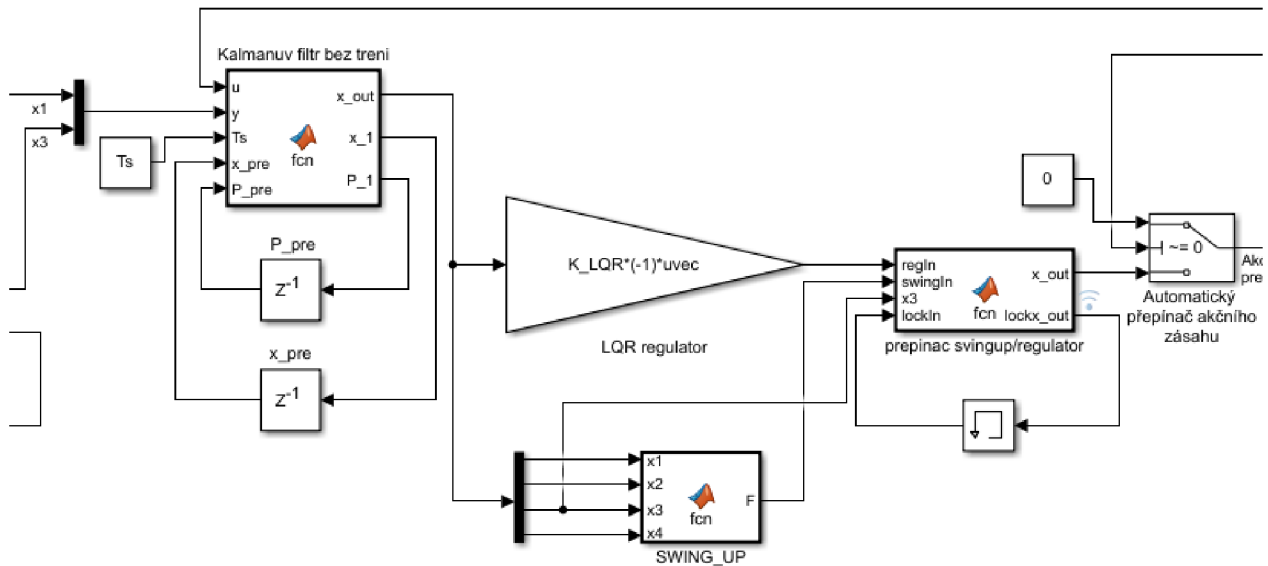 Kalmanuv filtr bez treni
u
y
Ts
x_pre
P_pre
fcn
x_out
x_1
P_1
x1
x3
Ts
P_pre
Z-1
x_pre
Z-1
K_LQR*(-1)*uvec
LQR regulator
regIn
swingIn
x3
lockIn
fcn
x_out
lockx_out
prepinac svingup/regulator
0
~= 0
Automatický
přepínač akčního
zásahu
x1
x2
x3
x4
fcn
F
SWING_UP